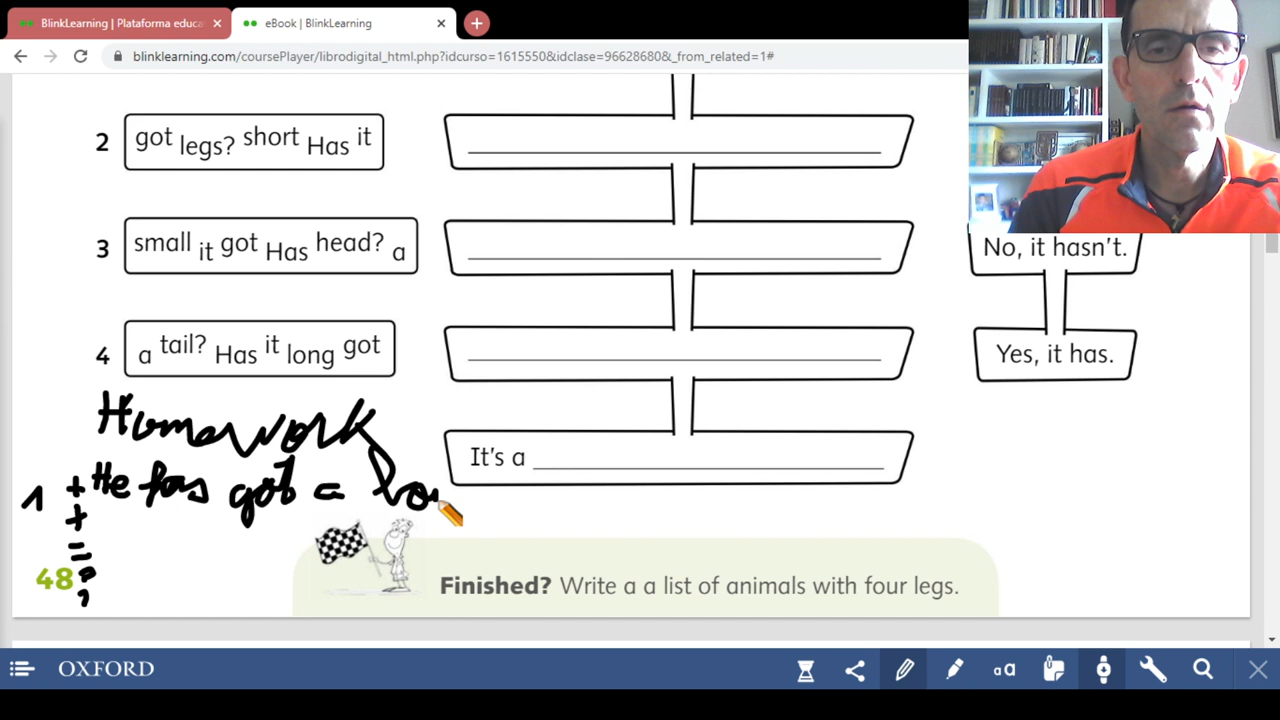 BlinkLearning | Plataforma educa
eBook | BlinkLearning
blinklearning.com/coursePlayer/librodigital_html.php?idcurso=1615550&idclase=96628680&_from_related=1#
2 got legs? short Has it
3 small it got Has head? a
No, it hasn't.
4 a tail? Has it long got
Yes, it has.
Homework
It's a
1 + He has got a
+
=
48 ?
Finished? Write a a list of animals with four legs.
OXFORD
aa